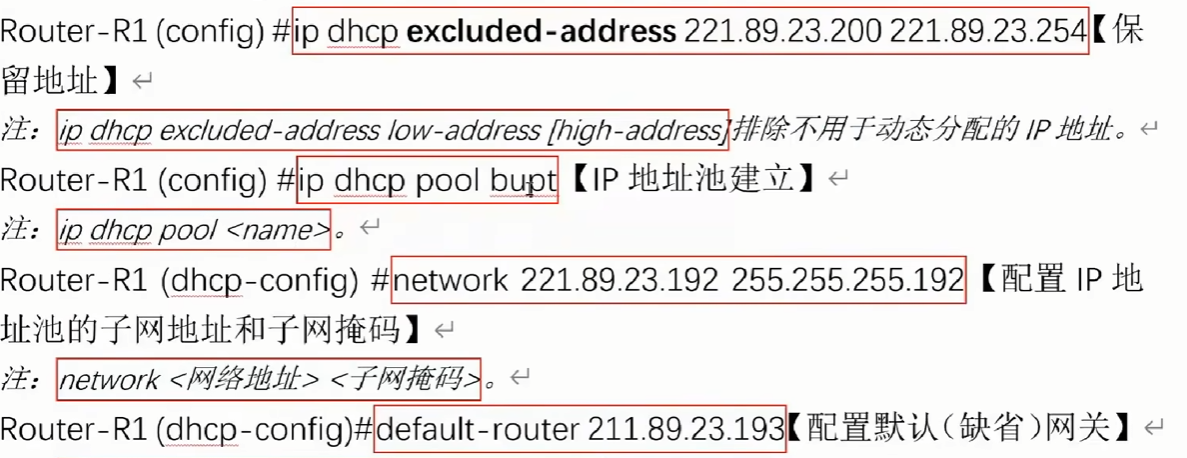 Router-R1 (config) #ip dhcp excluded-address 221.89.23.200 221.89.23.254【保
留地址】↵
注：ip dhcp excluded-address low-address [high-address]排除不用于动态分配的 IP 地址。↵
Router-R1 (config) #ip dhcp pool bupt【IP 地址池建立】↵
注：ip dhcp pool <name>。↵
Router-R1 (dhcp-config) #network 221.89.23.192 255.255.255.192【配置 IP 地
址池的子网地址和子网掩码】↵
注：network <网络地址> <子网掩码>。↵
Router-R1 (dhcp-config)#default-router 211.89.23.193【配置默认（缺省）网关】↵